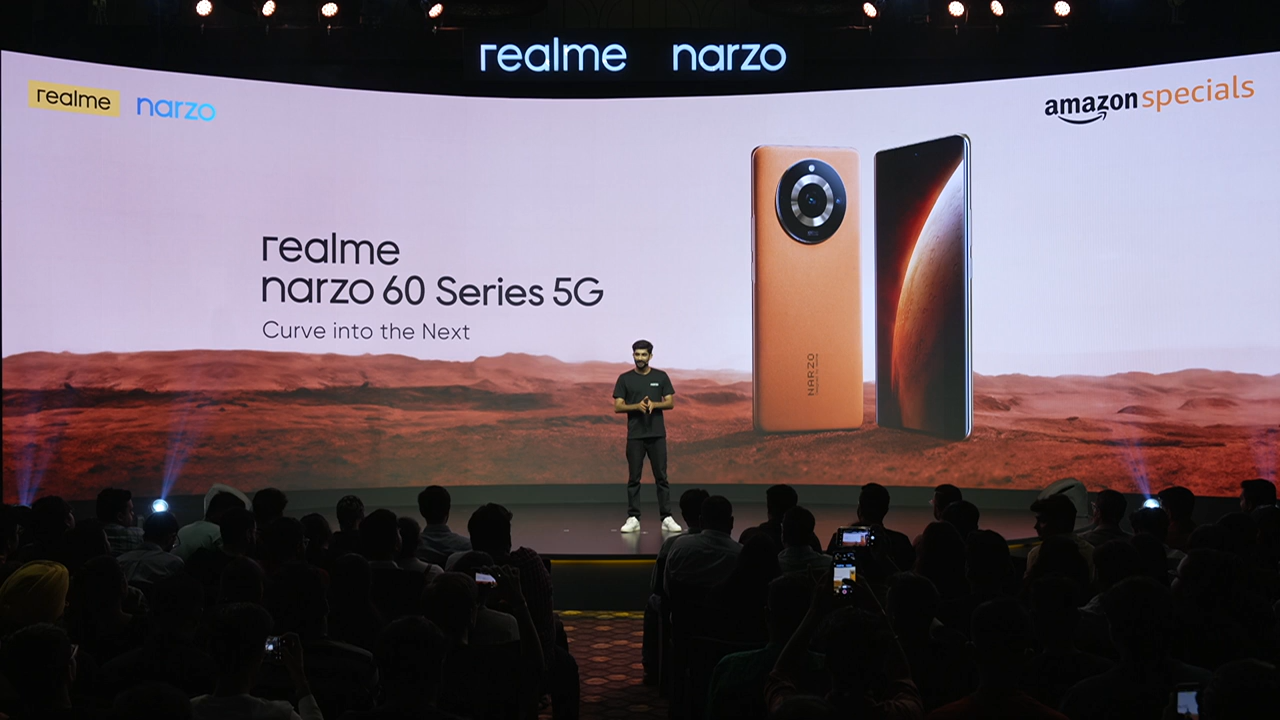 realme narzo
realme narzo
amazon specials
realme
narzo 60 Series 5G
Curve into the Next
NARZO